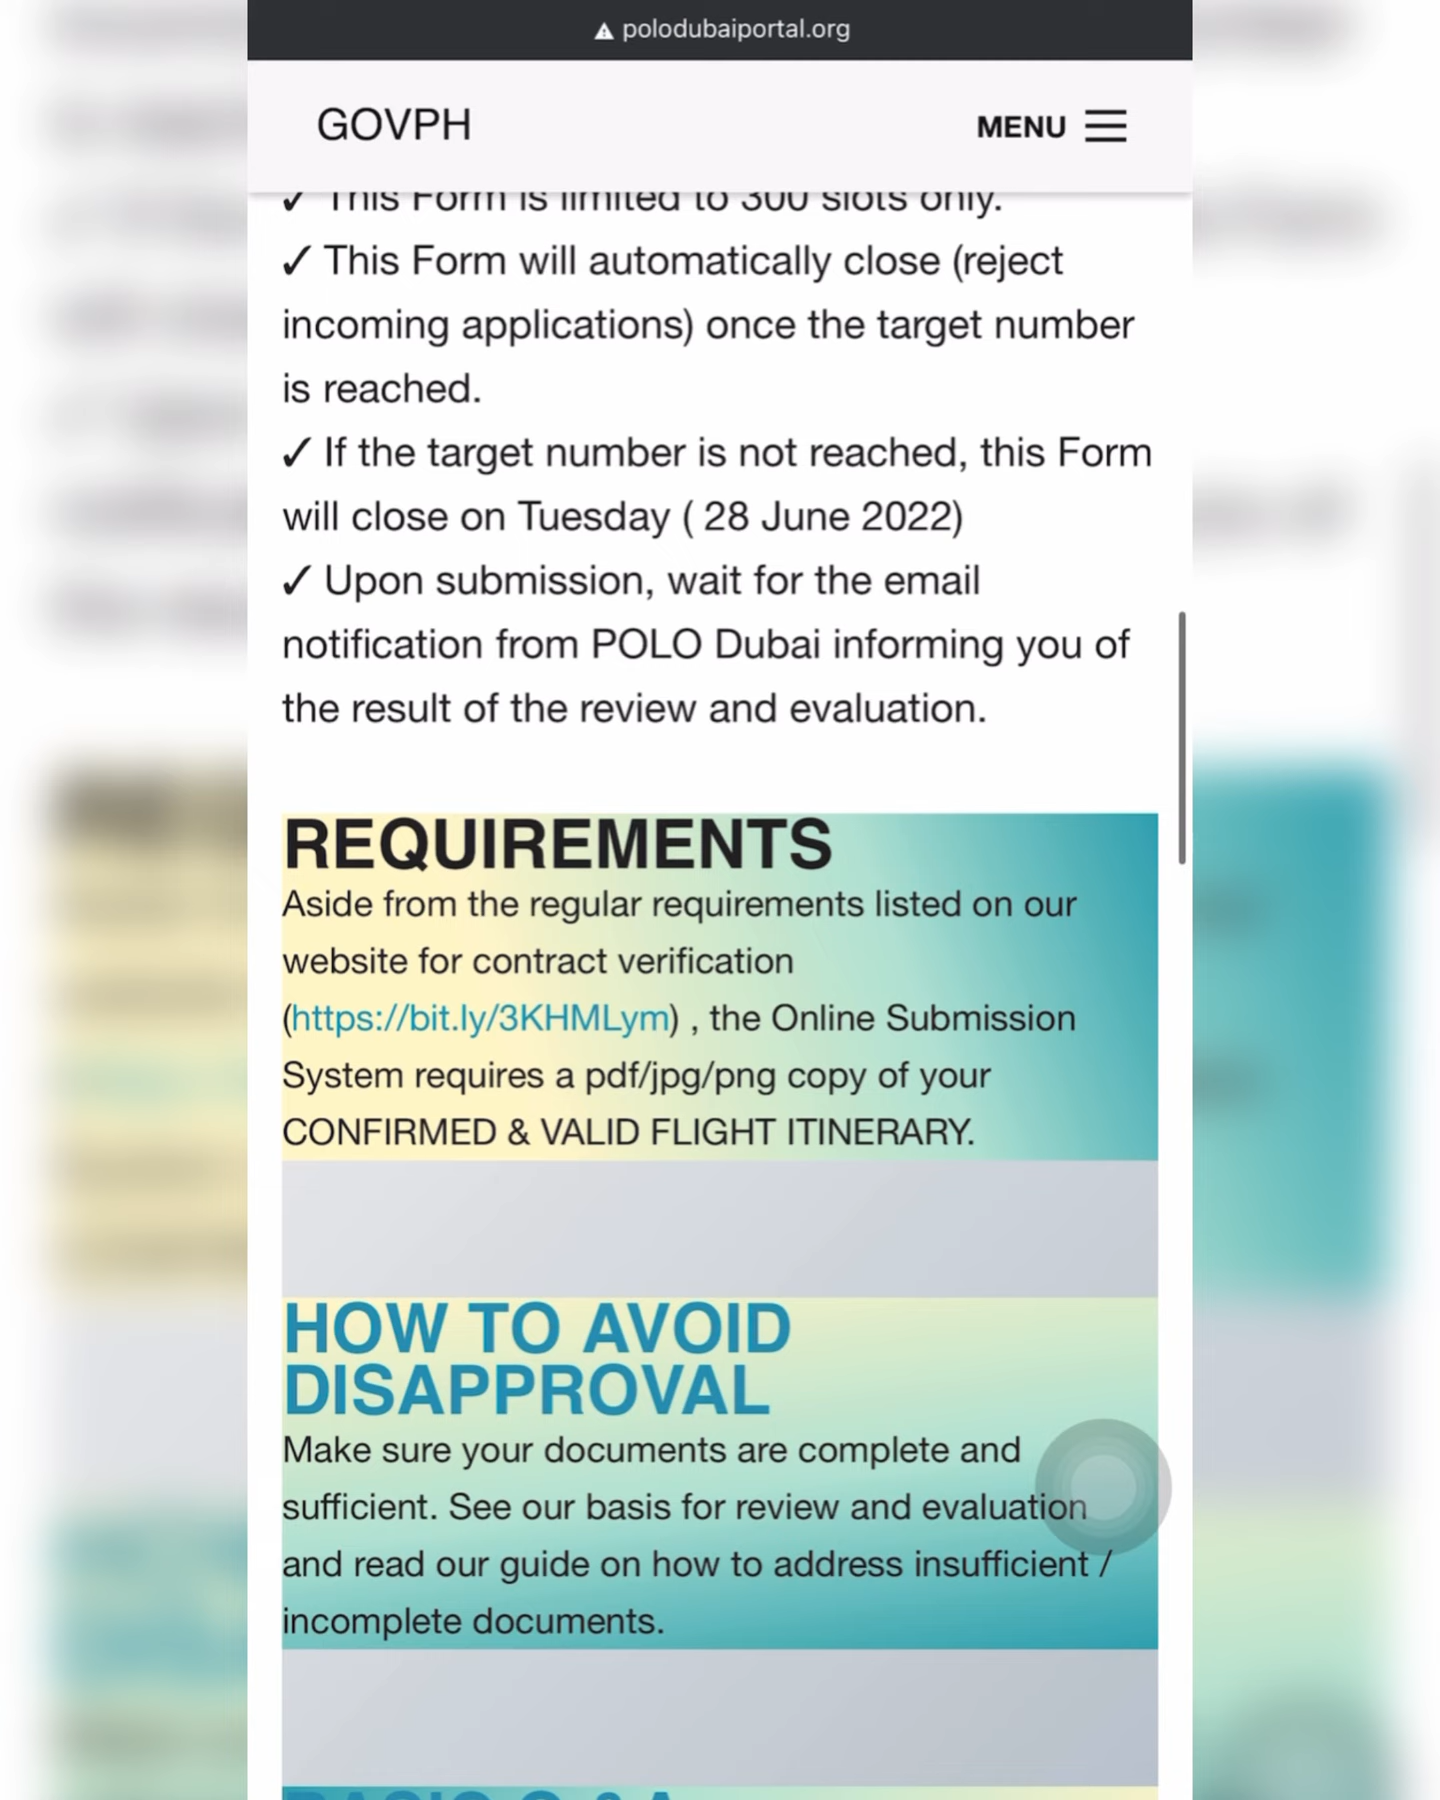 polodubaiportal.org
GOVPH
MENU
✓ This Form is limited to 300 slots only.
✓ This Form will automatically close (reject
incoming applications) once the target number
is reached.
✓ If the target number is not reached, this Form
will close on Tuesday ( 28 June 2022)
✓ Upon submission, wait for the email
notification from POLO Dubai informing you of
the result of the review and evaluation.
REQUIREMENTS
Aside from the regular requirements listed on our
website for contract verification
(https://bit.ly/3KHMLym) , the Online Submission
System requires a pdf/jpg/png copy of your
CONFIRMED & VALID FLIGHT ITINERARY.
HOW TO AVOID
DISAPPROVAL
Make sure your documents are complete and
sufficient. See our basis for review and evaluation
and read our guide on how to address insufficient /
incomplete documents.
BASIC Q & A